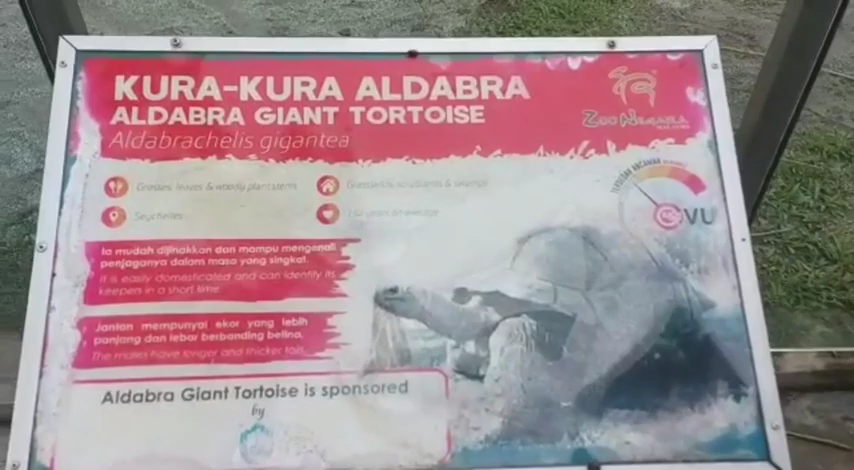 KURA-KURA ALDABRA
ALDABRA GIANT TORTOISE
Aldabrachelis gigantea
ZOO NEGARA
Grasses, leaves & woody plant stems
Grasslands, scrublands & swamps
Seychelles
VU
Ia mudah dijinakkan dan mampu mengenali
penjaganya dalam masa yang singkat.
It is easily domesticated and can identify its
keepers in a short time.
Jantan mempunyai ekor yang lebih
panjang dan lebar berbanding betina.
The males have longer and thicker tail.
Aldabra Giant Tortoise is sponsored
by